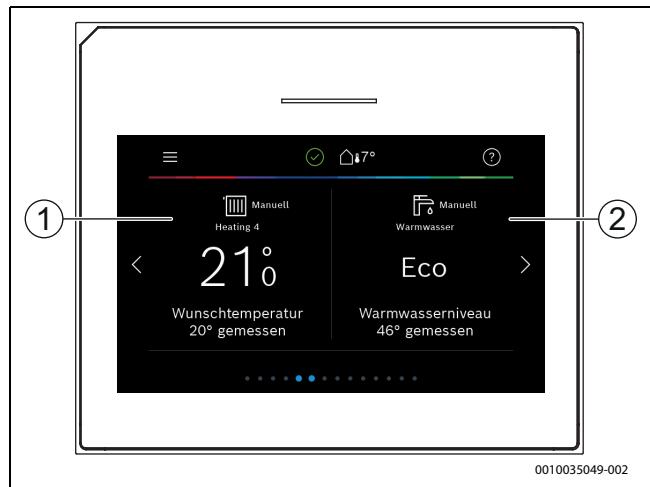 7°
?
Manuell
Heating 4
21°0
Wunschtemperatur
20° gemessen
Manuell
Warmwasser
Eco
Warmwasserniveau
46° gemessen
1
2
0010035049-002